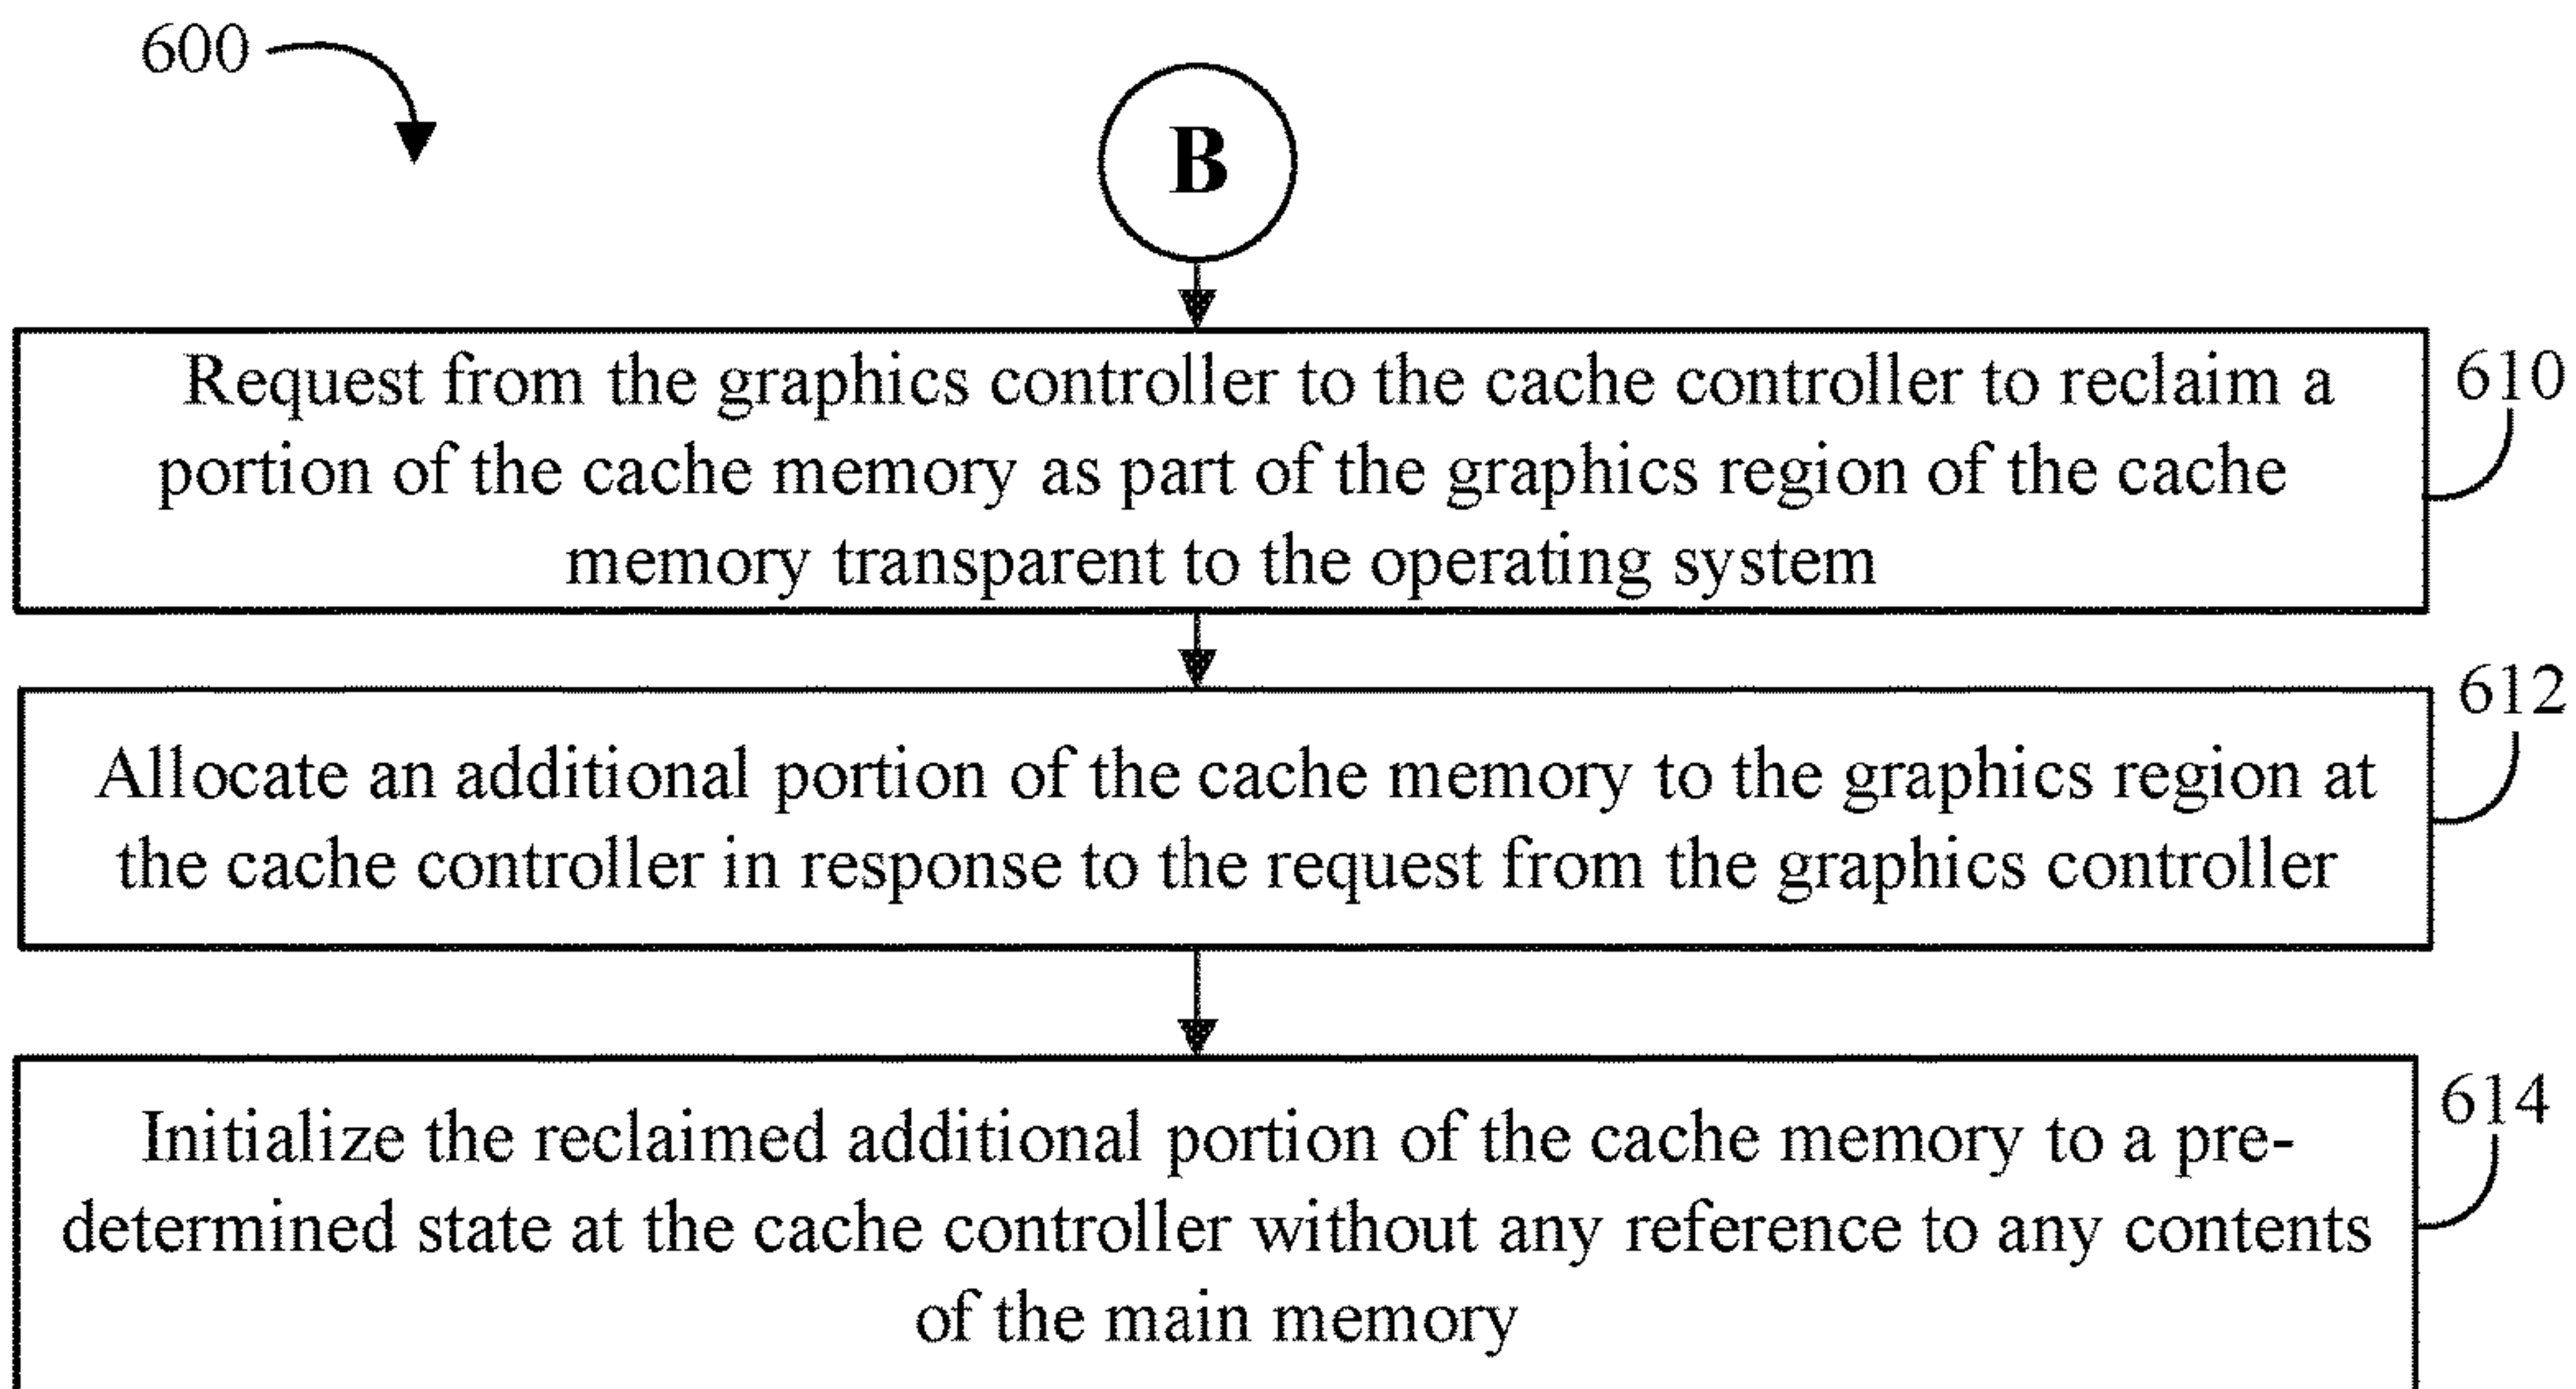 600
B
Request from the graphics controller to the cache controller to reclaim a
portion of the cache memory as part of the graphics region of the cache
memory transparent to the operating system
610
Allocate an additional portion of the cache memory to the graphics region at
the cache controller in response to the request from the graphics controller
612
Initialize the reclaimed additional portion of the cache memory to a pre-
determined state at the cache controller without any reference to any contents
of the main memory
614